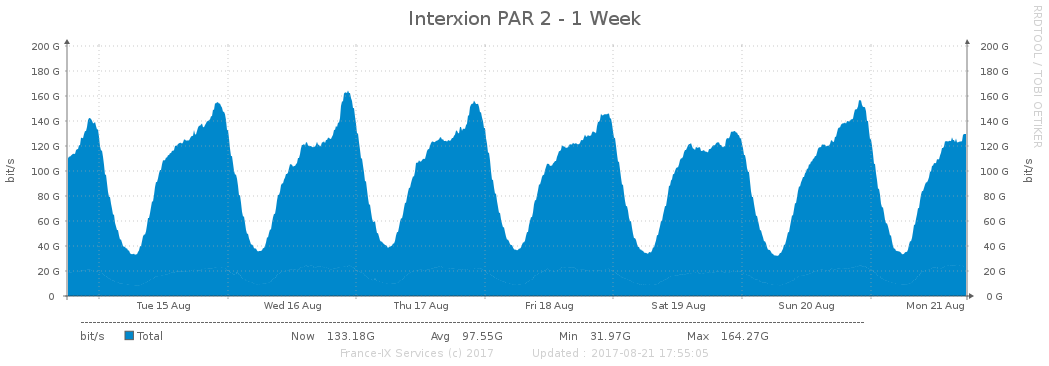 Interxion PAR 2 - 1 Week
RRDTOOL / TOBI OETIKER
200 G 200 G
180 G 180 G
160 G 160 G
140 G 140 G
120 G 120 G
100 G 100 G
80 G 80 G
60 G 60 G
40 G 40 G
20 G 20 G
0 0 G
bit/s bit/s
Tue 15 Aug Wed 16 Aug Thu 17 Aug Fri 18 Aug Sat 19 Aug Sun 20 Aug Mon 21 Aug
bit/s Total Now 133.18G Avg 97.55G Min 31.97G Max 164.27G
France-IX Services (c) 2017 Updated : 2017-08-21 17:55:05